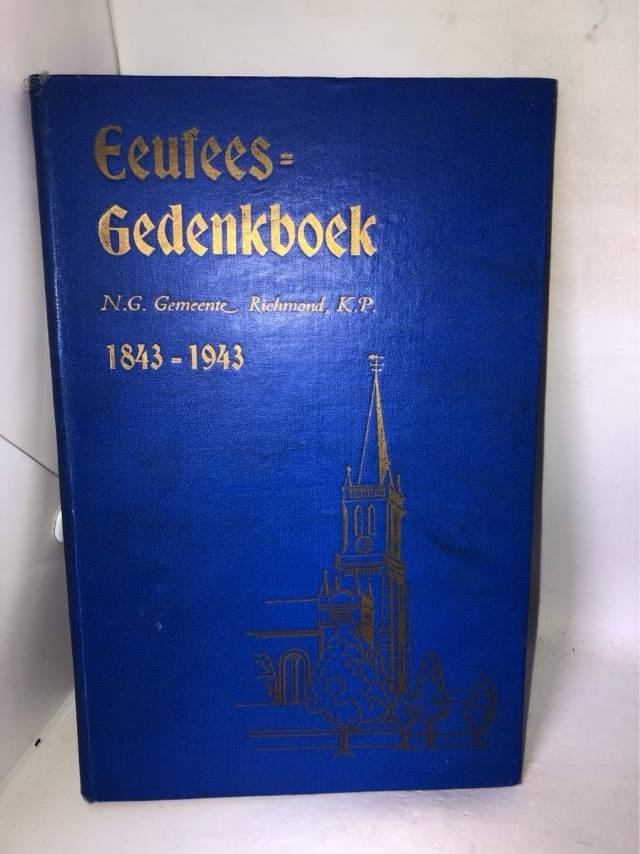 Eeufees=
Gedenkboek
N.G. Gemeente Richmond, K.P.
1843=1943